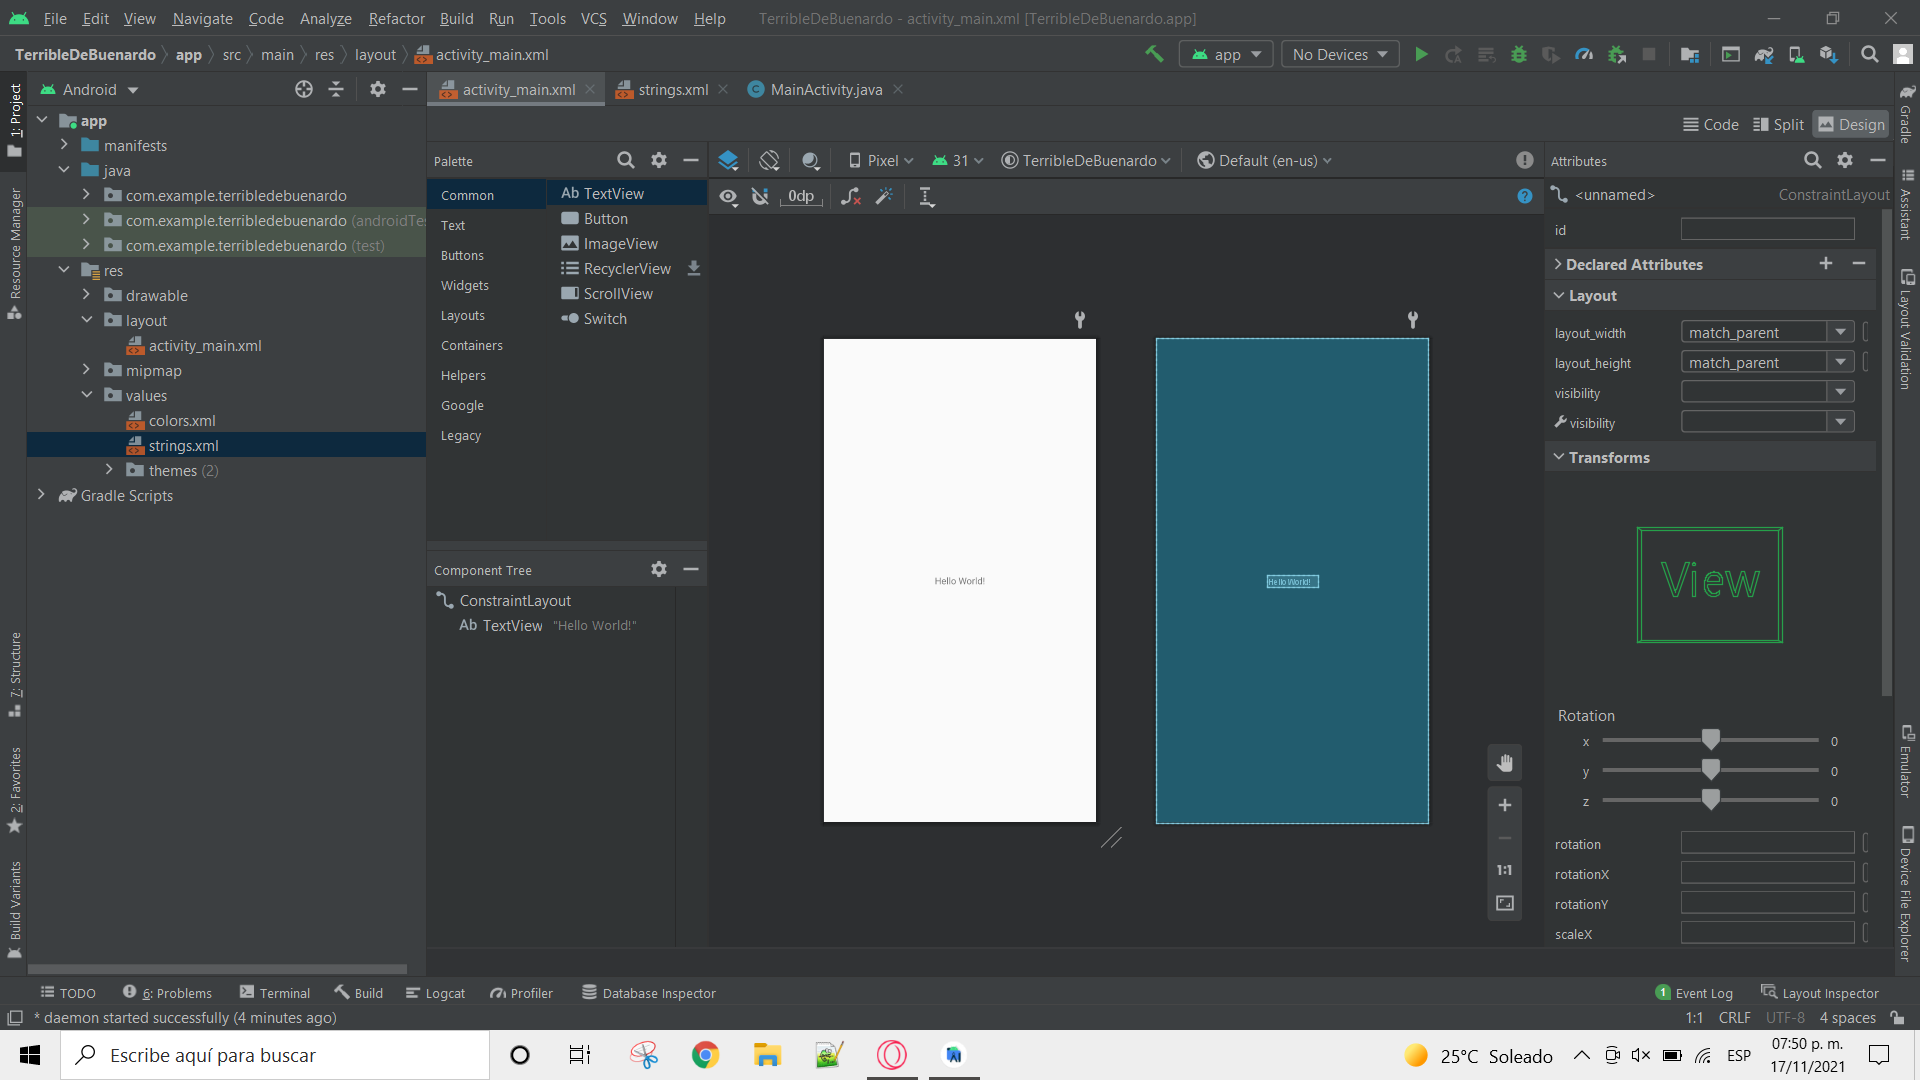 File Edit View Navigate Code Analyze Refactor Build Run Tools VCS Window Help TerribleDeBuenardo - activity_main.xml [TerribleDeBuenardo.app]
TerribleDeBuenardo app src main res layout activity_main.xml app No Devices
1: Project
Resource Manager
7: Structure
2: Favorites
Build Variants
Android
app
manifests
java
com.example.terribledebuenardo
com.example.terribledebuenardo (androidTe
com.example.terribledebuenardo (test)
res
drawable
layout
activity_main.xml
mipmap
values
colors.xml
strings.xml
themes (2)
Gradle Scripts
activity_main.xml strings.xml MainActivity.java
Code Split Design
Palette
Common
Text
Buttons
Widgets
Layouts
Containers
Helpers
Google
Legacy
Ab TextView
Button
ImageView
RecyclerView
ScrollView
Switch
Component Tree
ConstraintLayout
Ab TextView "Hello World!"
Pixel 31 TerribleDeBuenardo Default (en-us)
0dp
Hello World!
Hello World!
1:1
Attributes
<unnamed> ConstraintLayout
id
Declared Attributes
Layout
layout_width match_parent
layout_height match_parent
visibility
visibility
Transforms
View
Rotation
x 0
y 0
z 0
rotation
rotationX
rotationY
scaleX
Gradle
Assistant
Layout Validation
Emulator
Device File Explorer
TODO 6: Problems Terminal Build Logcat Profiler Database Inspector 1 Event Log Layout Inspector
* daemon started successfully (4 minutes ago) 1:1 CRLF UTF-8 4 spaces
Escribe aquí para buscar
25°C Soleado ESP
07:50 p. m.
17/11/2021